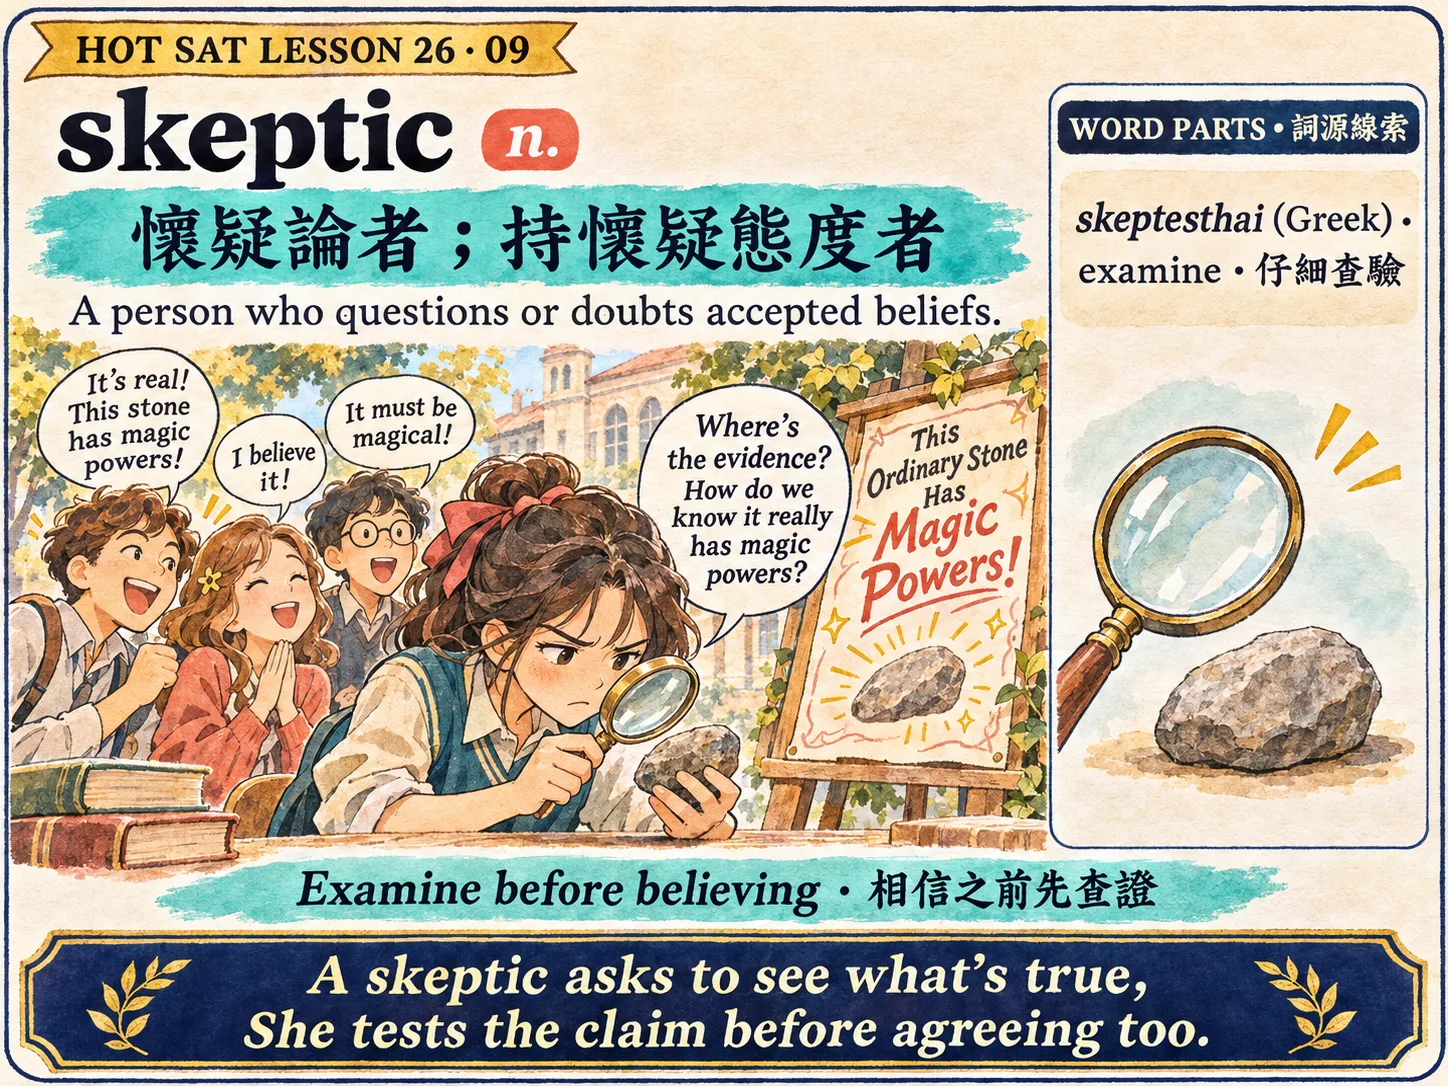 HOT SAT LESSON 26 · 09
skeptic n.
懷疑論者；持懷疑態度者
A person who questions or doubts accepted beliefs.
It's real!
This stone
has magic
powers!
I believe
it!
It must be
magical!
Where's
the evidence?
How do we
know it really
has magic
powers?
This
Ordinary Stone
Has
Magic
Powers!
WORD PARTS • 詞源線索
skeptesthai (Greek) •
examine • 仔細查驗
Examine before believing • 相信之前先查證
A skeptic asks to see what's true,
She tests the claim before agreeing too.